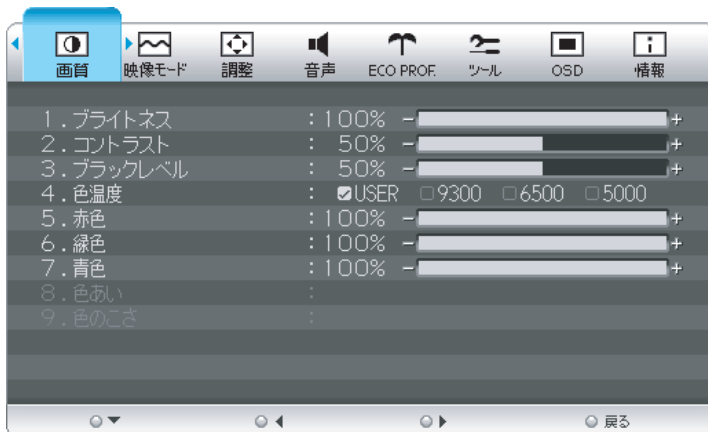 画質 映像モード 調整 音声 ECO PROF. ツール OSD 情報
1.ブライトネス :100% - +
2.コントラスト : 50% - +
3.ブラックレベル : 50% - +
4.色温度 : USER 9300 6500 5000
5.赤色 :100% - +
6.緑色 :100% - +
7.青色 :100% - +
8.色あい :
9.色のこさ :
戻る